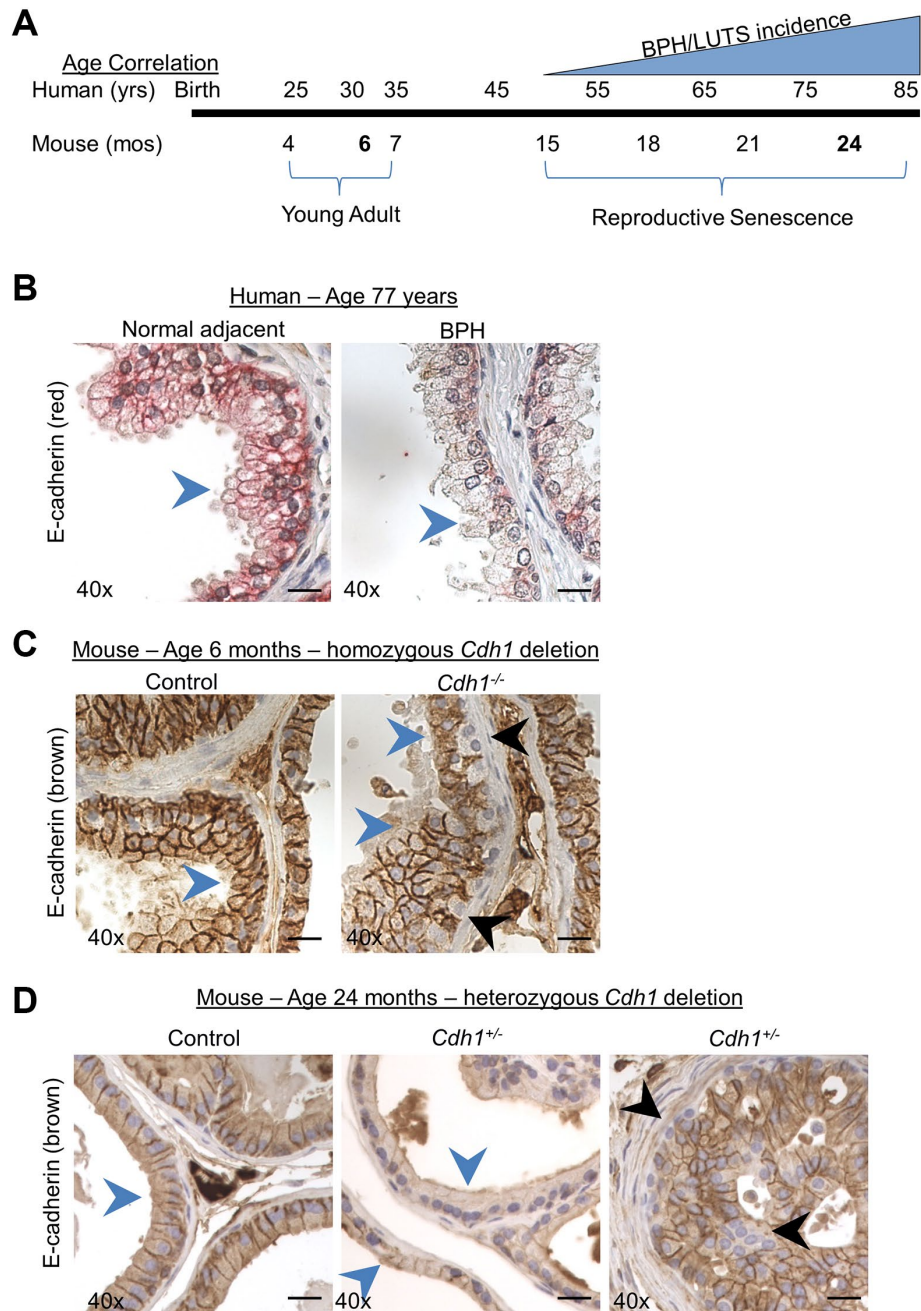 A
BPH/LUTS incidence
Age Correlation
Human (yrs) Birth 25 30 35 45 55 65 75 85
Mouse (mos) 4 6 7 15 18 21 24
Young Adult Reproductive Senescence
B
Human – Age 77 years
Normal adjacent BPH
E-cadherin (red)
40x 40x
C
Mouse – Age 6 months – homozygous Cdh1 deletion
Control Cdh1-/-
E-cadherin (brown)
40x 40x
D
Mouse – Age 24 months – heterozygous Cdh1 deletion
Control Cdh1+/- Cdh1+/-
E-cadherin (brown)
40x 40x 40x